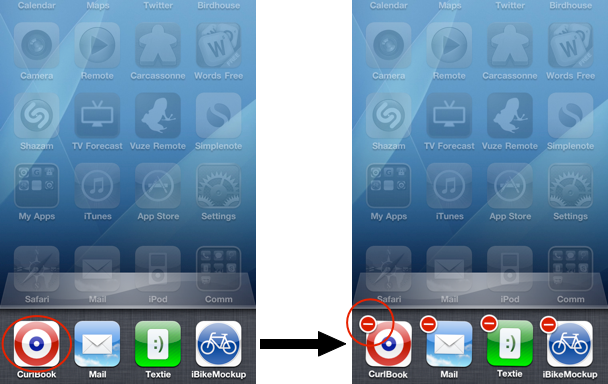 Calendar Maps Twitter Birdhouse
Camera Remote Carcassonne Words Free
Shazam TV Forecast Vuze Remote Simplenote
My Apps iTunes App Store Settings
Safari Mail iPod Comm
CurlBook Mail Textie iBikeMockup
Calendar Maps Twitter Birdhouse
Camera Remote Carcassonne Words Free
Shazam TV Forecast Vuze Remote Simplenote
My Apps iTunes App Store Settings
Safari Mail iPod Comm
CurlBook Mail Textie iBikeMockup